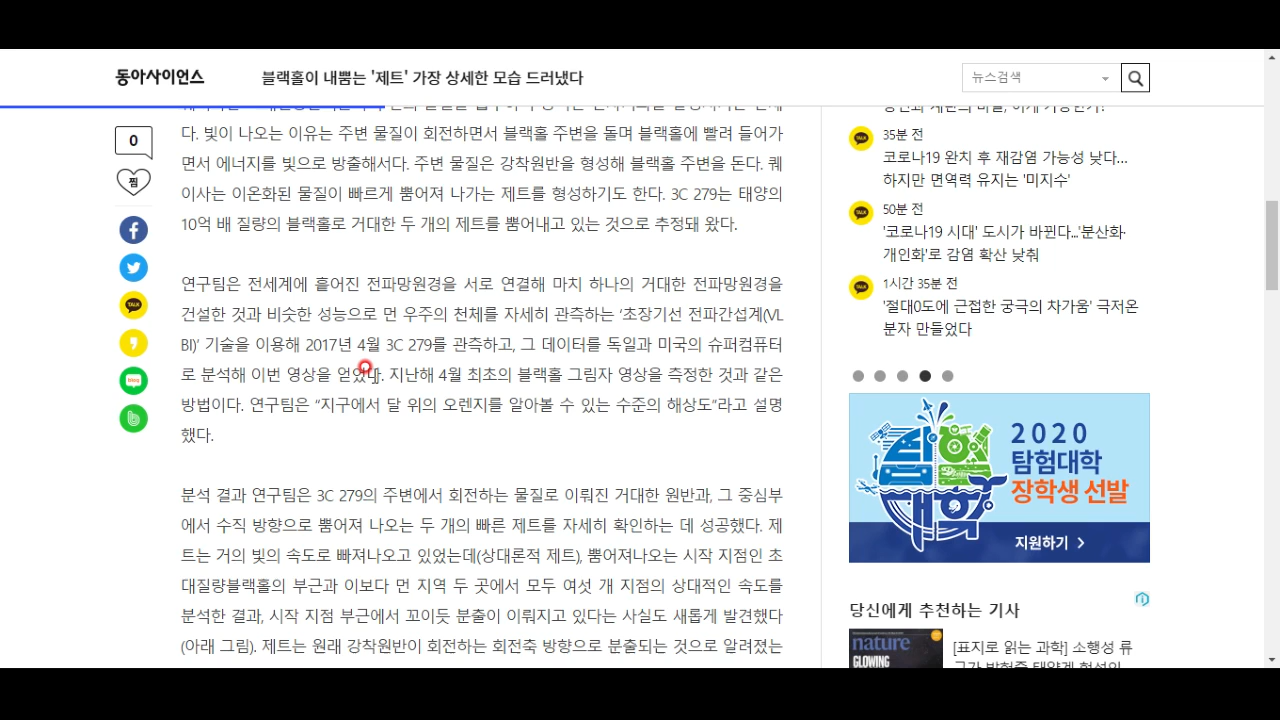 동아사이언스
블랙홀이 내뿜는 '제트' 가장 상세한 모습 드러냈다
뉴스검색
0
찜
TALK
blog
다. 빛이 나오는 이유는 주변 물질이 회전하면서 블랙홀 주변을 돌며 블랙홀에 빨려 들어가
면서 에너지를 빛으로 방출해서다. 주변 물질은 강착원반을 형성해 블랙홀 주변을 돈다. 퀘
이사는 이온화된 물질이 빠르게 뿜어져 나가는 제트를 형성하기도 한다. 3C 279는 태양의
10억 배 질량의 블랙홀로 거대한 두 개의 제트를 뿜어내고 있는 것으로 추정돼 왔다.
연구팀은 전세계에 흩어진 전파망원경을 서로 연결해 마치 하나의 거대한 전파망원경을
건설한 것과 비슷한 성능으로 먼 우주의 천체를 자세히 관측하는 '초장기선 전파간섭계(VL
BI)' 기술을 이용해 2017년 4월 3C 279를 관측하고, 그 데이터를 독일과 미국의 슈퍼컴퓨터
로 분석해 이번 영상을 얻었다. 지난해 4월 최초의 블랙홀 그림자 영상을 측정한 것과 같은
방법이다. 연구팀은 "지구에서 달 위의 오렌지를 알아볼 수 있는 수준의 해상도"라고 설명
했다.
분석 결과 연구팀은 3C 279의 주변에서 회전하는 물질로 이뤄진 거대한 원반과, 그 중심부
에서 수직 방향으로 뿜어져 나오는 두 개의 빠른 제트를 자세히 확인하는 데 성공했다. 제
트는 거의 빛의 속도로 빠져나오고 있었는데(상대론적 제트), 뿜어져나오는 시작 지점인 초
대질량블랙홀의 부근과 이보다 먼 지역 두 곳에서 모두 여섯 개 지점의 상대적인 속도를
분석한 결과, 시작 지점 부근에서 꼬이듯 분출이 이뤄지고 있다는 사실도 새롭게 발견했다
(아래 그림). 제트는 원래 강착원반이 회전하는 회전축 방향으로 분출되는 것으로 알려졌는
TALK
35분 전
코로나19 완치 후 재감염 가능성 낮다...
하지만 면역력 유지는 '미지수'
TALK
50분 전
'코로나19 시대' 도시가 바뀐다...'분산화·
개인화'로 감염 확산 낮춰
TALK
1시간 35분 전
'절대0도에 근접한 궁극의 차가움' 극저온
분자 만들었다
2020
탐험대학
장학생 선발
지원하기 >
당신에게 추천하는 기사
nature
GLOWING
[표지로 읽는 과학] 소행성 류